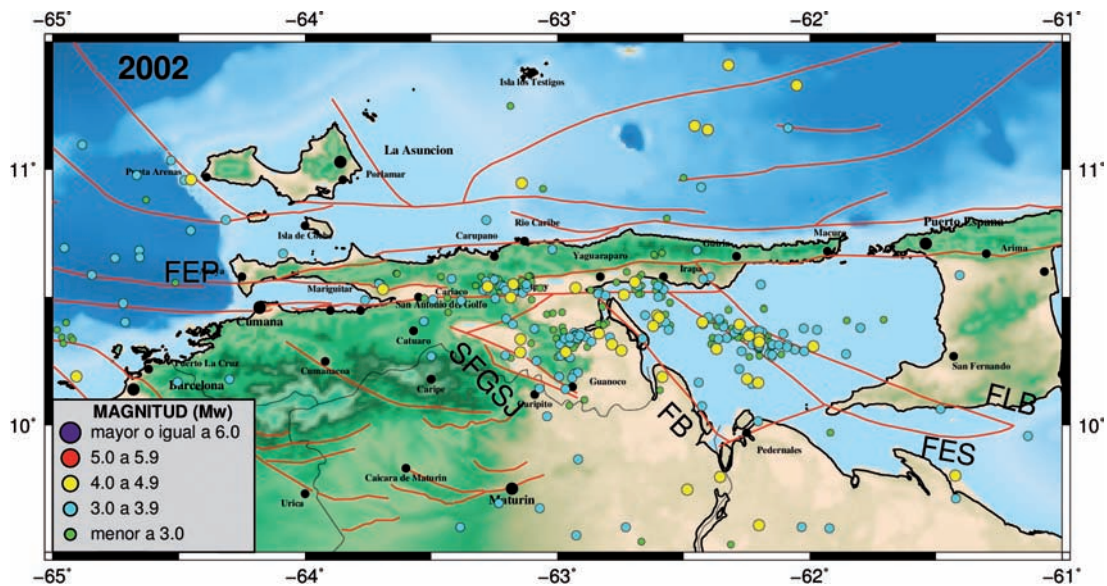 −65° −64° −63° −62° −61°
2002
Isla los Testigos
La Asuncion
11° 11°
Punta Arenas
Porlamar
Puerto Espana
Rio Caribe
Isla de Coche
Carupano
Macuro
Guiria
Arima
Yaguaraparo
FEP
Irapa
Mariguitar
Cariaco
San Antonio de. Golfo
Cumana
Catuaro
Puerto La Cruz
Cumanacoa
SFGSJ
San Fernando
Barcelona
Caripe
Guanoco
Caripito
FLB
10° 10°
FB
FES
Pedernales
MAGNITUD (Mw)
mayor o igual a 6.0
5.0 a 5.9
4.0 a 4.9
3.0 a 3.9
menor a 3.0
Caicara de Maturin
Maturin
Urica
−65° −64° −63° −62° −61°